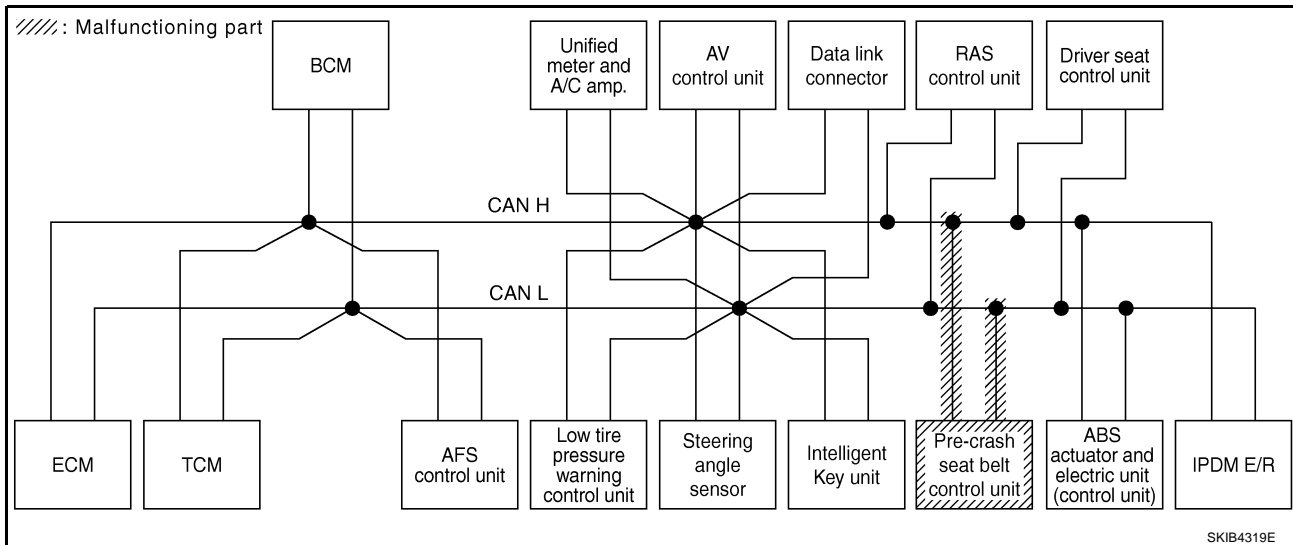 : Malfunctioning part
BCM
Unified
meter and
A/C amp.
AV
control unit
Data link
connector
RAS
control unit
Driver seat
control unit
CAN H
CAN L
ECM
TCM
AFS
control unit
Low tire
pressure
warning
control unit
Steering
angle
sensor
Intelligent
Key unit
Pre-crash
seat belt
control unit
ABS
actuator and
electric unit
(control unit)
IPDM E/R
SKIB4319E